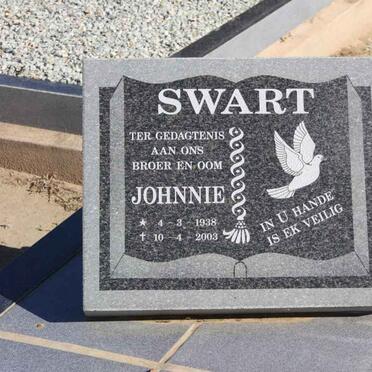 SWART
TER GEDAGTENIS
AAN ONS
BROER EN OOM
JOHNNIE
★ 4 - 3 - 1938
✝ 10 - 4 - 2003
IN U HANDE
IS EK VEILIG